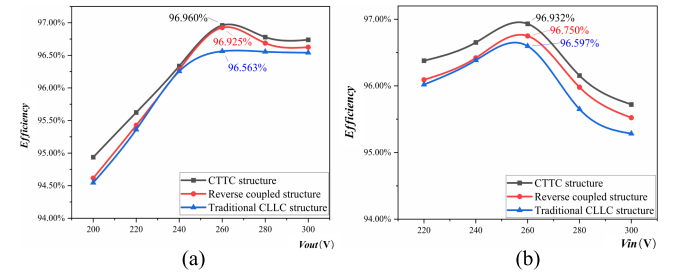 97.00%
96.50%
96.00%
95.50%
95.00%
94.50%
94.00%
Efficiency
96.960%
96.925%
96.563%
CTTC structure
Reverse coupled structure
Traditional CLLC structure
200 220 240 260 280 300
Vout(V)
(a)
97.00%
96.00%
95.00%
94.00%
Efficiency
96.932%
96.750%
96.597%
CTTC structure
Reverse coupled structure
Traditional CLLC structure
220 240 260 280 300
Vin(V)
(b)